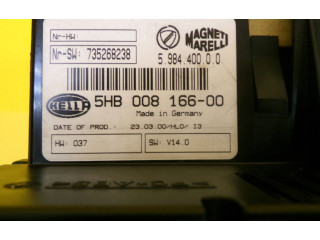 Nr-HW:
Nr-SW: 735268238
MAGNETI
MARELLI
5.984.400.0.0
HELLA
5HB 008 166-00
Made in Germany
DATE OF PROD.: 23.03.00/HLO/ I3
HW: 037
SW: V14.0